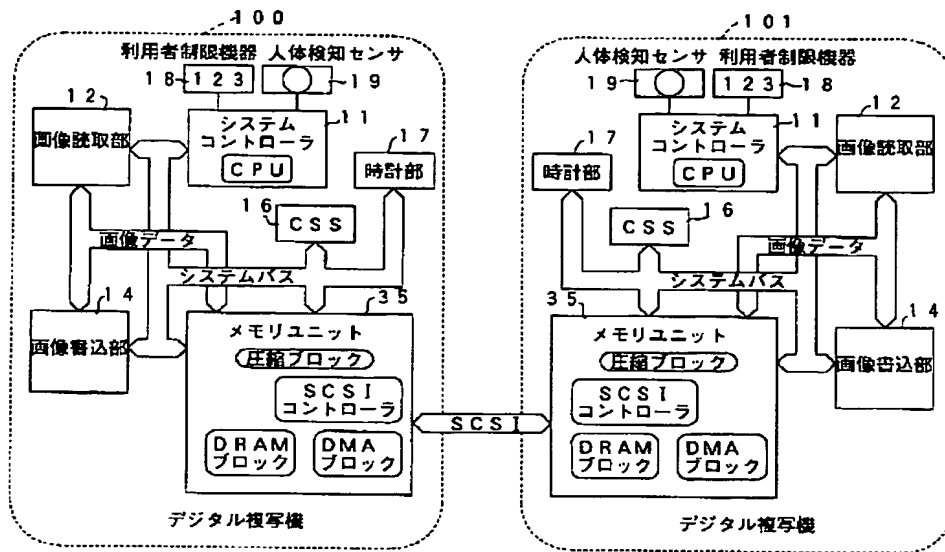 100
利用者制限機器 人体検知センサ
18 123 19
12
画像読取部
11
システム
コントローラ
CPU
17
時計部
16
CSS
画像データ
システムバス
14
画像書込部
35
メモリユニット
圧縮ブロック
SCSI
コントローラ
DRAM
ブロック
DMA
ブロック
デジタル複写機
SCSI
101
人体検知センサ 利用者制限機器
19 123 18
12
画像読取部
11
システム
コントローラ
CPU
17
時計部
16
CSS
画像データ
システムバス
14
画像書込部
35
メモリユニット
圧縮ブロック
SCSI
コントローラ
DRAM
ブロック
DMA
ブロック
デジタル複写機